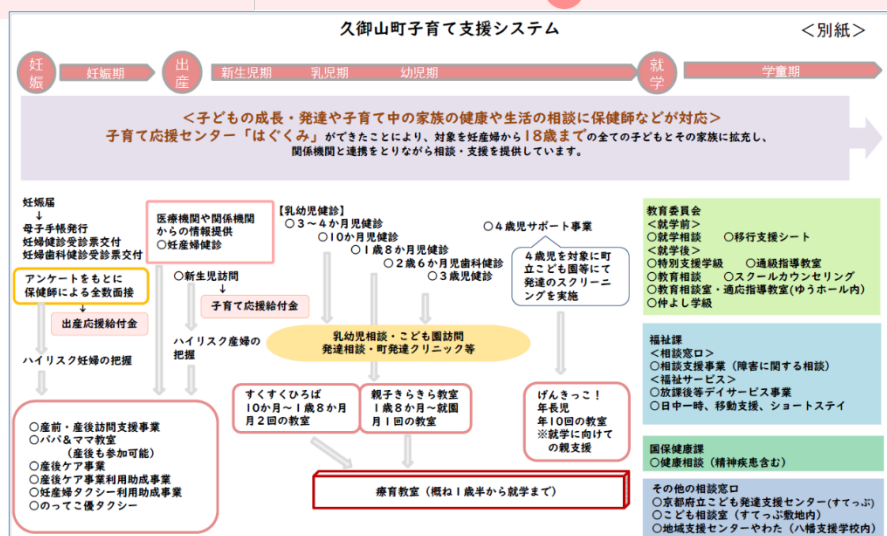 久御山町子育て支援システム
<別紙>
妊娠
妊娠期
出産
新生児期
乳児期
幼児期
就学
学童期
<子どもの成長・発達や子育て中の家族の健康や生活の相談に保健師などが対応>
子育て応援センター「はぐくみ」ができたことにより、対象を妊産婦から18歳までの全ての子どもとその家族に拡充し、
関係機関と連携をとりながら相談・支援を提供しています。
妊娠届
↓
母子手帳発行
妊婦健診受診票交付
妊婦歯科健診受診票交付
アンケートをもとに
保健師による全数面接
出産応援給付金
ハイリスク妊婦の把握
医療機関や関係機関
からの情報提供
○妊産婦健診
○新生児訪問
子育て応援給付金
ハイリスク産婦の
把握
○産前・産後訪問支援事業
○パパ&ママ教室
(産後も参加可能)
○産後ケア事業
○産後ケア事業利用助成事業
○妊産婦タクシー利用助成事業
○のってこ優タクシー
【乳幼児健診】
○3~4か月児健診
○10か月児健診
○1歳8か月児健診
○2歳6か月児歯科健診
○3歳児健診
乳幼児相談・こども園訪問
発達相談・町発達クリニック等
すくすくひろば
10か月~1歳8か月
月2回の教室
親子きらきら教室
1歳8か月~就園
月1回の教室
○4歳児サポート事業
4歳児を対象に町
立こども園等にて
発達のスクリーニ
ングを実施
げんきっこ!
年長児
年10回の教室
※就学に向けて
の親支援
療育教室(概ね1歳半から就学まで)
教育委員会
<就学前>
○就学相談 ○移行支援シート
<就学後>
○特別支援学級 ○通級指導教室
○教育相談 ○スクールカウンセリング
○教育相談室・適応指導教室(ゆうホール内)
○仲よし学級
福祉課
<相談窓口>
○相談支援事業(障害に関する相談)
<福祉サービス>
○放課後等デイサービス事業
○日中一時、移動支援、ショートステイ
国保健康課
○健康相談(精神疾患含む)
その他の相談窓口
○京都府立こども発達支援センター(すてっぷ)
○こども相談室(すてっぷ敷地内)
○地域支援センターやわた(八幡支援学校内)